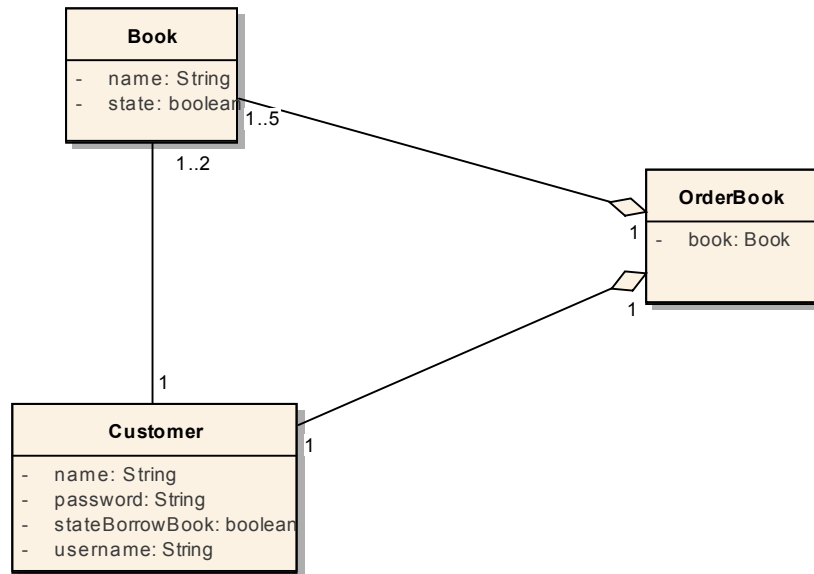 Book
- name: String
- state: boolean
1..5
1..2
OrderBook
- book: Book
1
1
1
1
Customer
- name: String
- password: String
- stateBorrowBook: boolean
- username: String